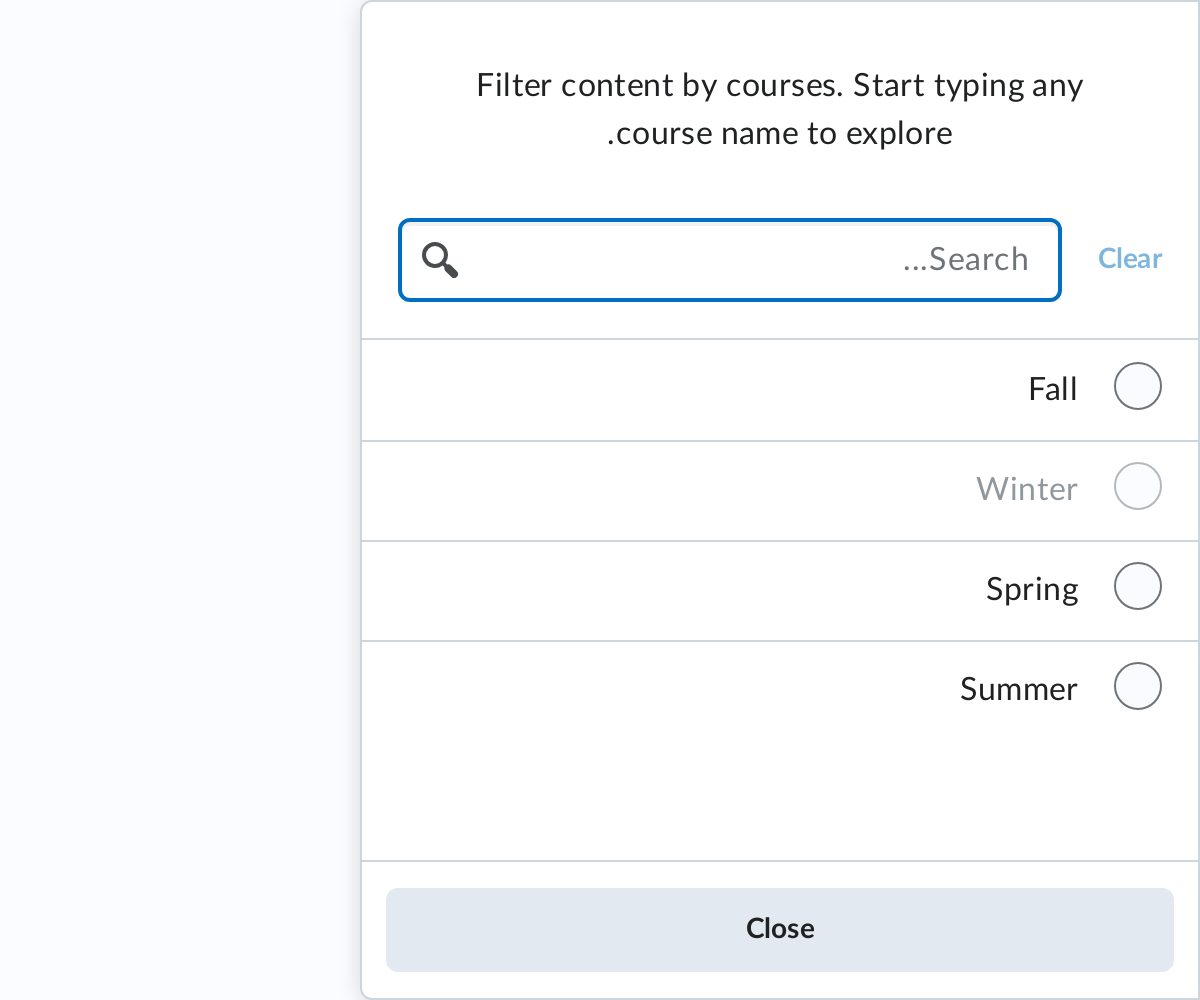 Filter content by courses. Start typing any
.course name to explore
...Search
Clear
Fall
Winter
Spring
Summer
Close